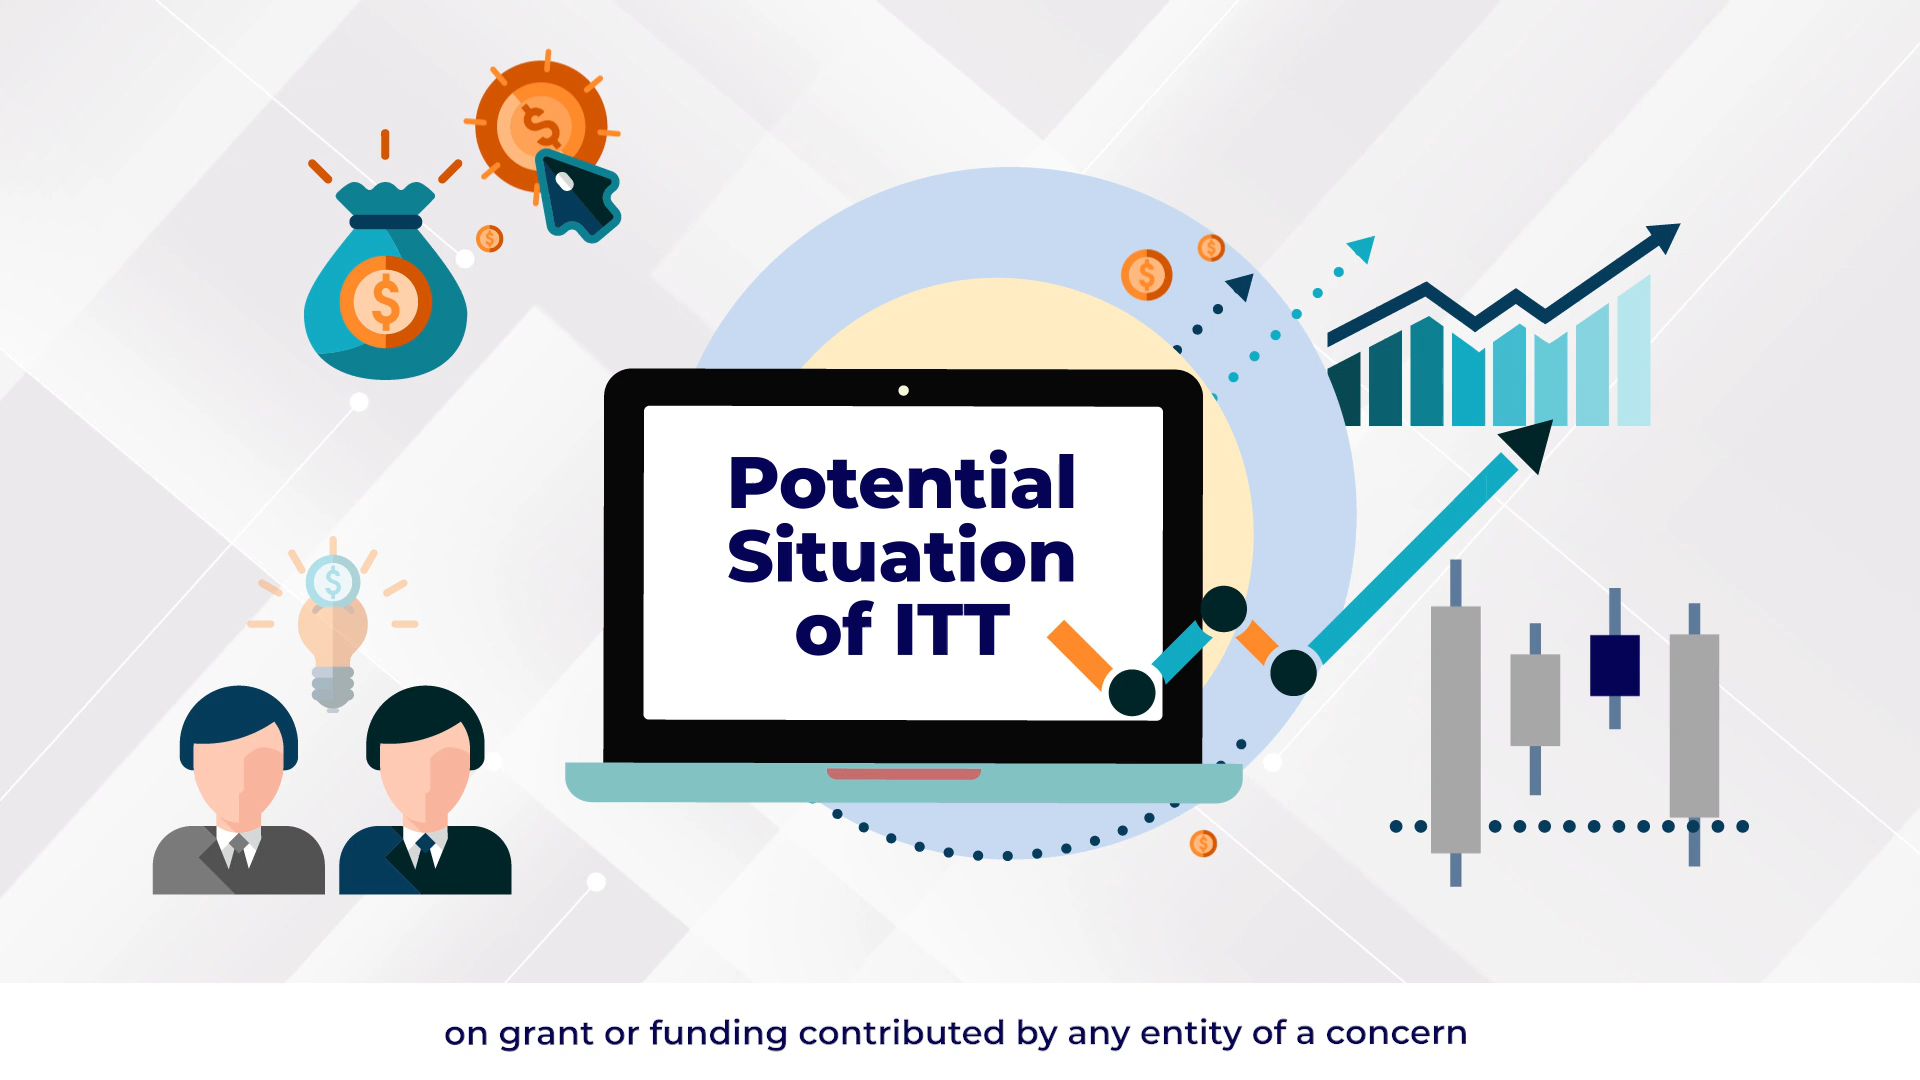 Potential
Situation
of ITT
on grant or funding contributed by any entity of a concern